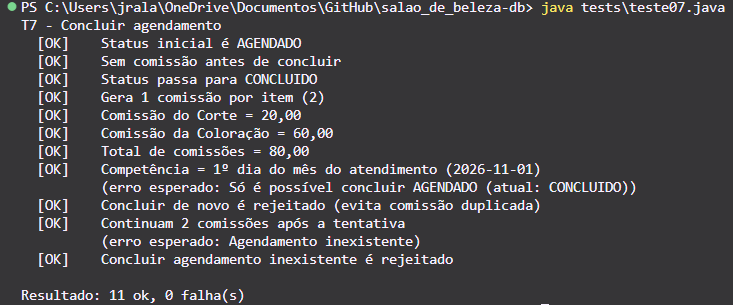 PS C:\Users\jrala\OneDrive\Documentos\GitHub\salao_de_beleza-db> java tests\teste07.java
T7 - Concluir agendamento
[OK] Status inicial é AGENDADO
[OK] Sem comissão antes de concluir
[OK] Status passa para CONCLUIDO
[OK] Gera 1 comissão por item (2)
[OK] Comissão do Corte = 20,00
[OK] Comissão da Coloração = 60,00
[OK] Total de comissões = 80,00
[OK] Competência = 1º dia do mês do atendimento (2026-11-01)
(erro esperado: Só é possível concluir AGENDADO (atual: CONCLUIDO))
[OK] Concluir de novo é rejeitado (evita comissão duplicada)
[OK] Continuam 2 comissões após a tentativa
(erro esperado: Agendamento inexistente)
[OK] Concluir agendamento inexistente é rejeitado
Resultado: 11 ok, 0 falha(s)